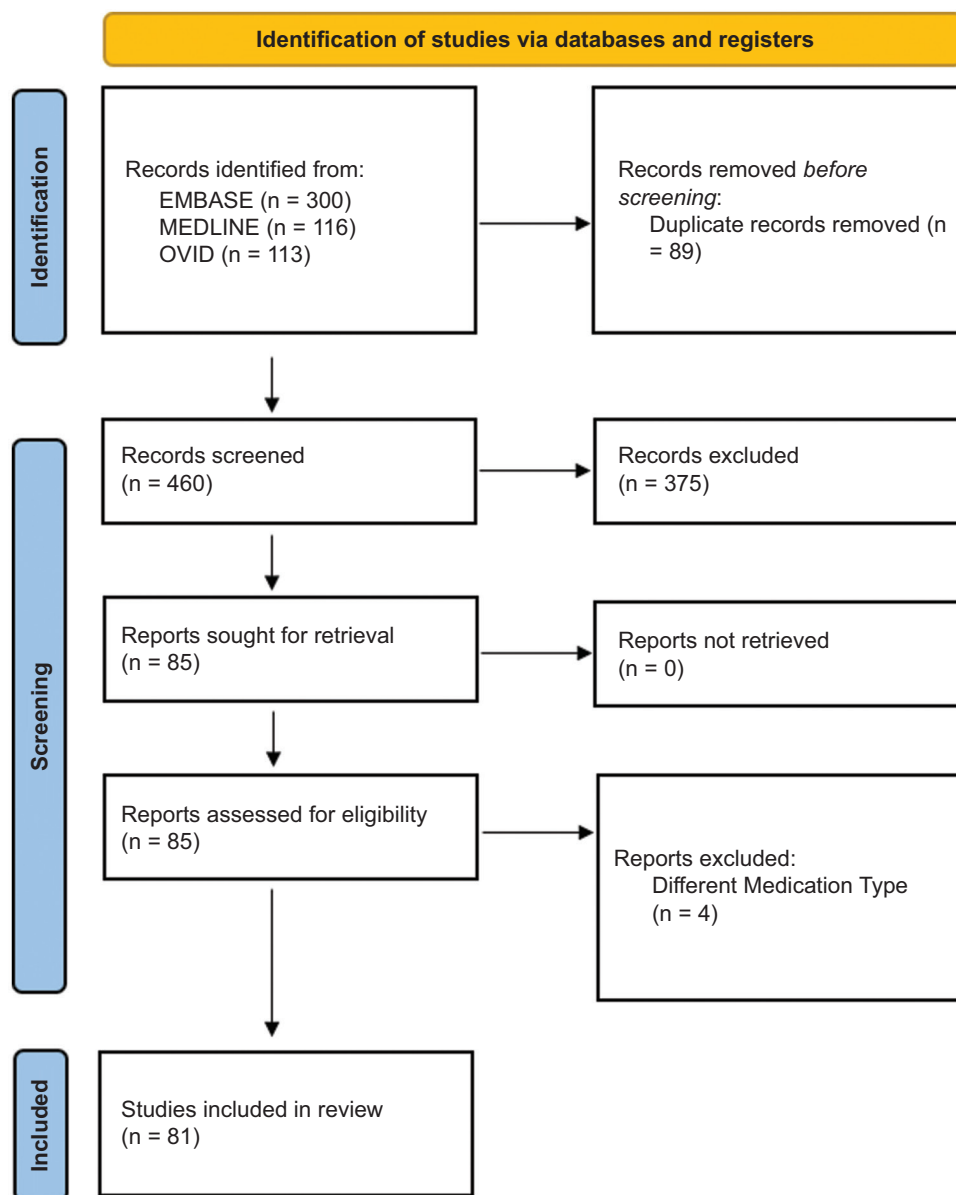 Identification of studies via databases and registers
Identification
Records identified from:
EMBASE (n = 300)
MEDLINE (n = 116)
OVID (n = 113)
Records removed before
screening:
Duplicate records removed (n
= 89)
Screening
Records screened
(n = 460)
Records excluded
(n = 375)
Reports sought for retrieval
(n = 85)
Reports not retrieved
(n = 0)
Reports assessed for eligibility
(n = 85)
Reports excluded:
Different Medication Type
(n = 4)
Included
Studies included in review
(n = 81)